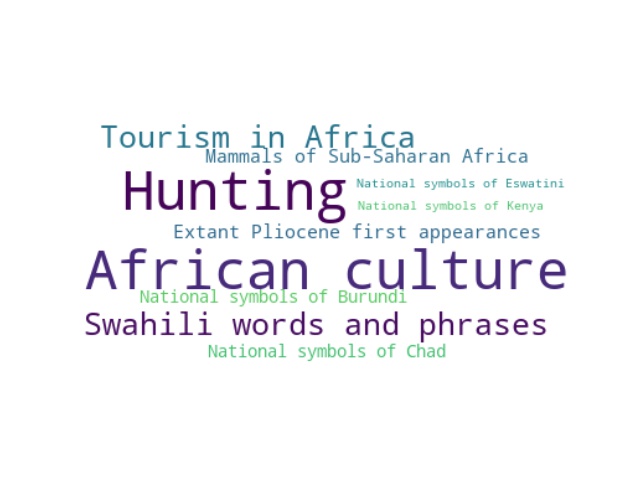 Tourism in Africa
Mammals of Sub-Saharan Africa
Hunting
National symbols of Eswatini
National symbols of Kenya
Extant Pliocene first appearances
African culture
National symbols of Burundi
Swahili words and phrases
National symbols of Chad